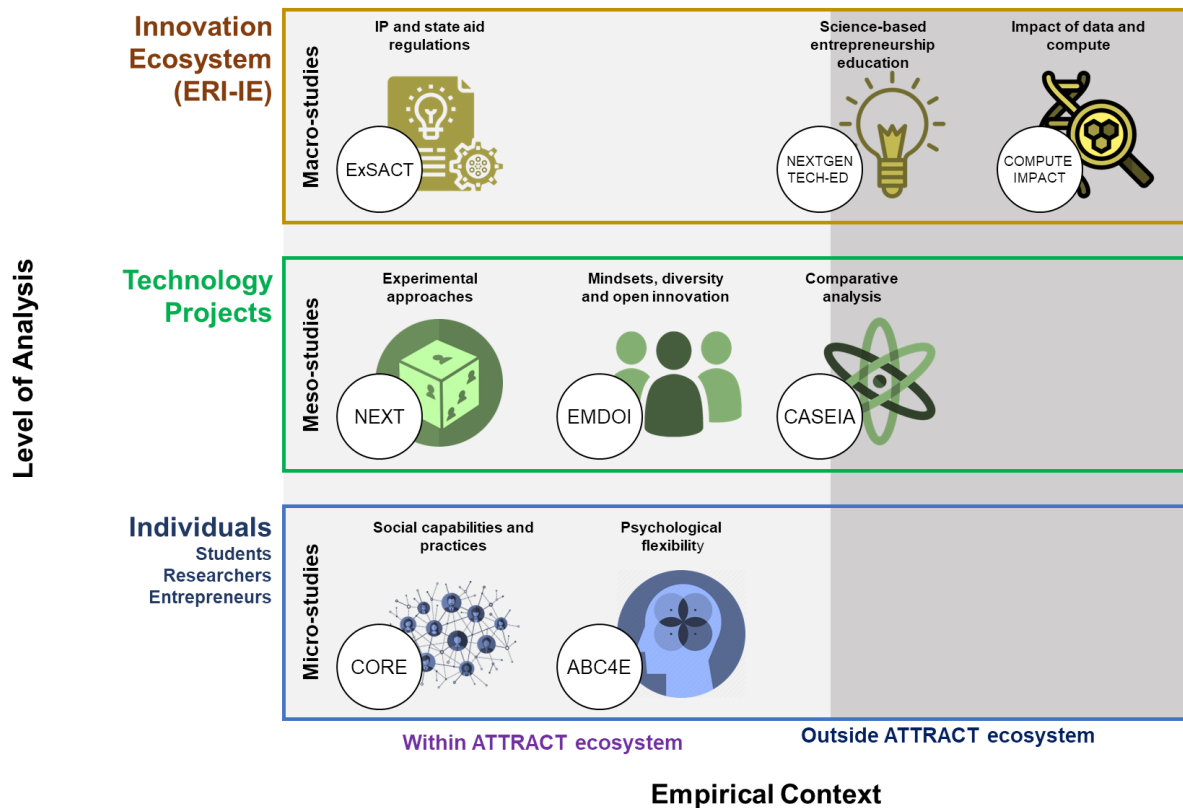 Level of Analysis
Innovation
Ecosystem
(ERI-IE)
Macro-studies
IP and state aid
regulations
ExSACT
Science-based
entrepreneurship
education
NEXTGEN
TECH-ED
Impact of data and
compute
COMPUTE
IMPACT
Technology
Projects
Meso-studies
Experimental
approaches
NEXT
Mindsets, diversity
and open innovation
EMDOI
Comparative
analysis
CASEIA
Individuals
Students
Researchers
Entrepreneurs
Micro-studies
Social capabilities and
practices
CORE
Psychological
flexibility
ABC4E
Within ATTRACT ecosystem
Outside ATTRACT ecosystem
Empirical Context